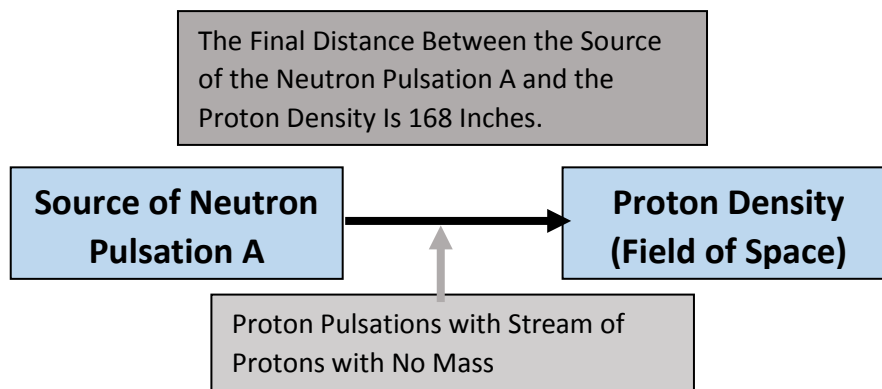 The Final Distance Between the Source
of the Neutron Pulsation A and the
Proton Density Is 168 Inches.
Source of Neutron
Pulsation A
Proton Density
(Field of Space)
Proton Pulsations with Stream of
Protons with No Mass